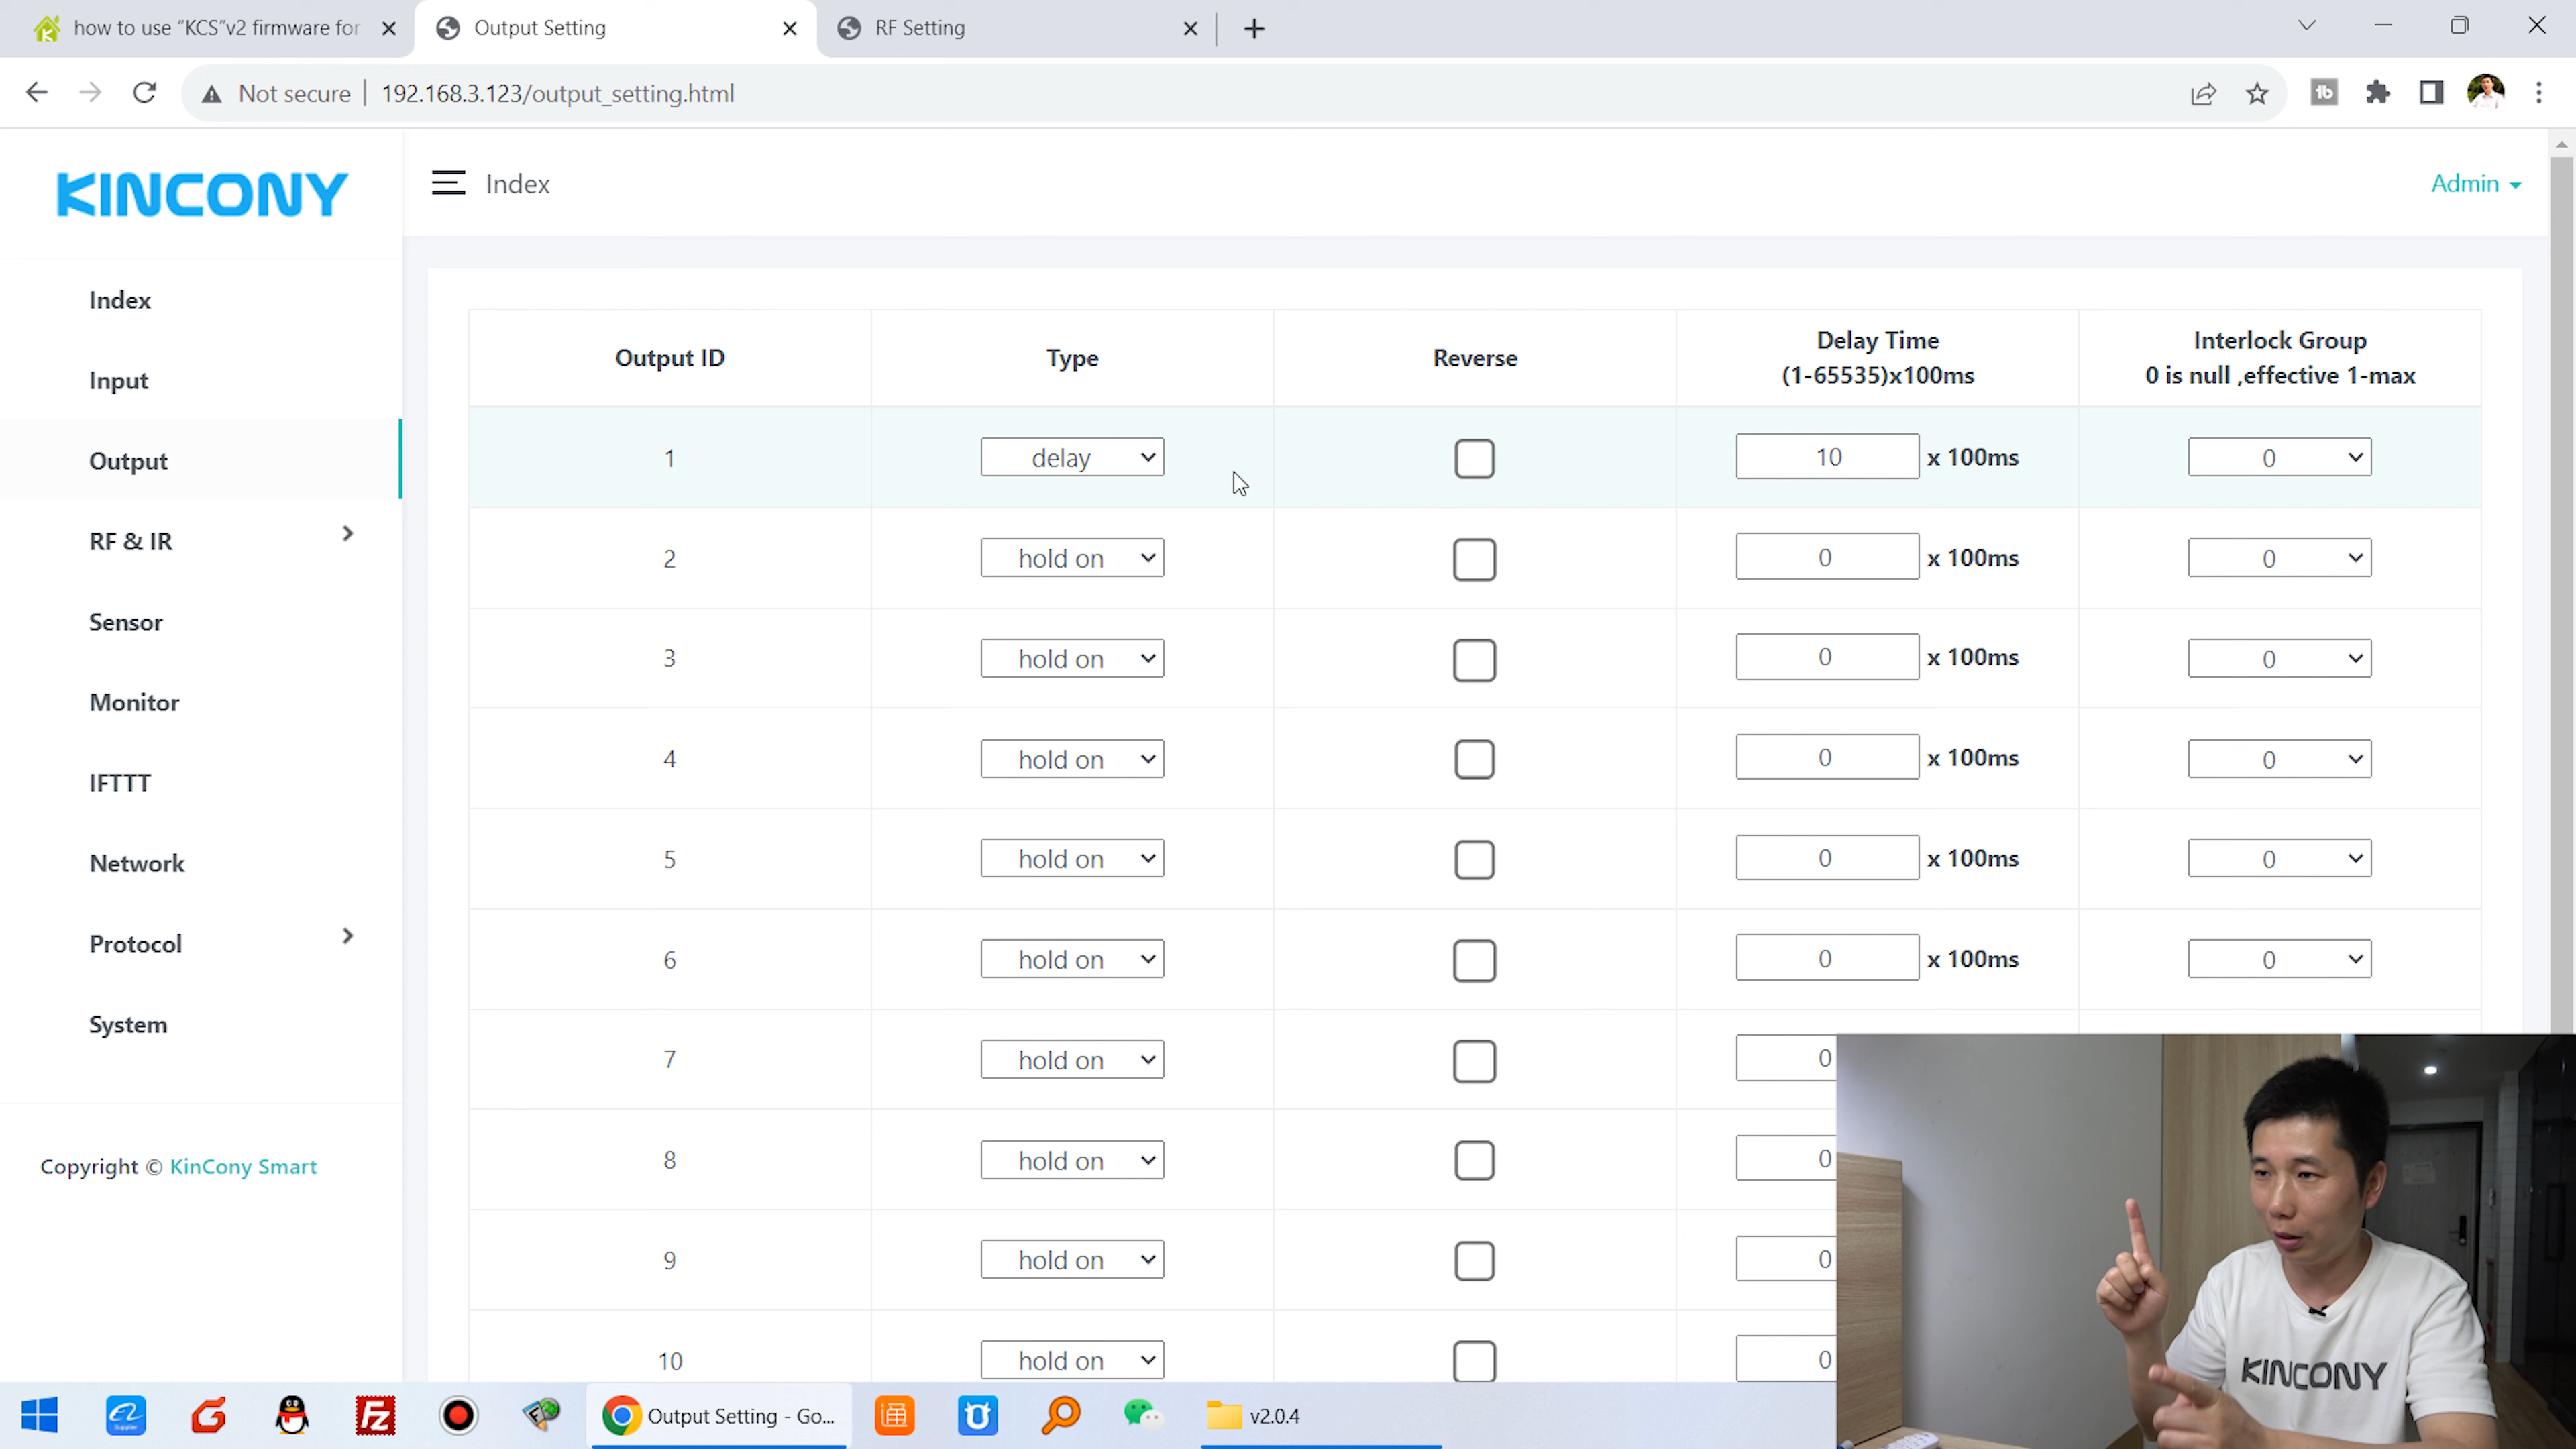 how to use “KCS”v2 firmware for
Output Setting
RF Setting
Not secure
192.168.3.123/output_setting.html
KINCONY
Index
Admin
Index
Input
Output
RF & IR
Sensor
Monitor
IFTTT
Network
Protocol
System
Copyright © KinCony Smart
Output ID
Type
Reverse
Delay Time
(1-65535)x100ms
Interlock Group
0 is null ,effective 1-max
1 delay 10 x 100ms 0
2 hold on 0 x 100ms 0
3 hold on 0 x 100ms 0
4 hold on 0 x 100ms 0
5 hold on 0 x 100ms 0
6 hold on 0 x 100ms 0
7 hold on 0
8 hold on 0
9 hold on 0
10 hold on 0
KINCONY
Output Setting - Go...
v2.0.4